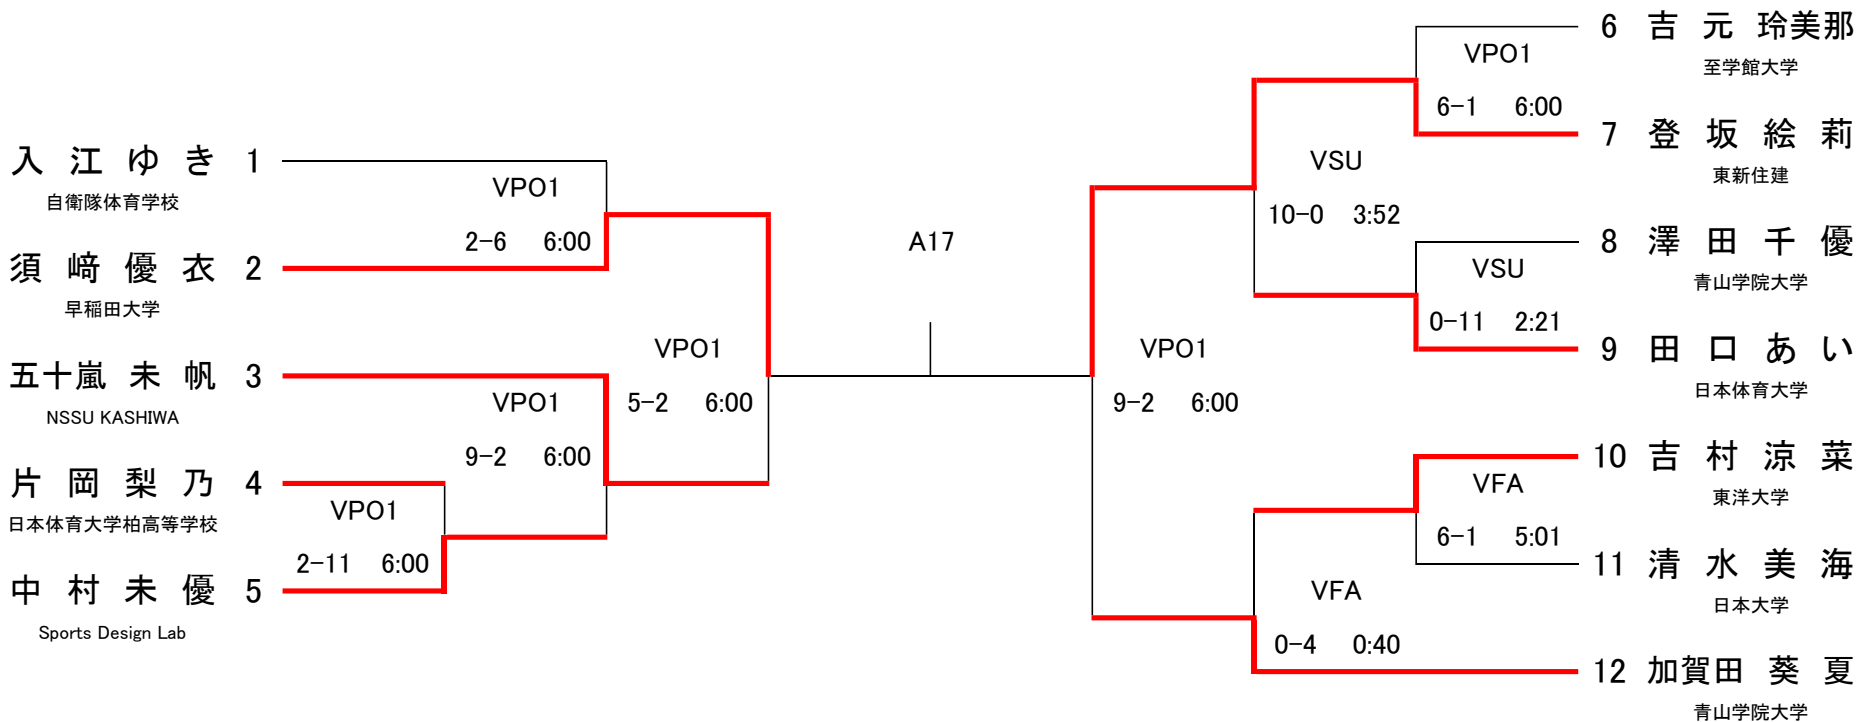 入 江 ゆ き 1
自衛隊体育学校
須 﨑 優 衣 2
早稲田大学
五十嵐 未 帆 3
NSSU KASHIWA
片 岡 梨 乃 4
日本体育大学柏高等学校
中 村 未 優 5
Sports Design Lab
VPO1
2-6 6:00
VPO1
9-2 6:00
VPO1
2-11 6:00
VPO1
5-2 6:00
A17
VPO1
9-2 6:00
VSU
10-0 3:52
VFA
0-4 0:40
VPO1
6-1 6:00
VSU
0-11 2:21
VFA
6-1 5:01
6 吉 元 玲美那
至学館大学
7 登 坂 絵 莉
東新住建
8 澤 田 千 優
青山学院大学
9 田 口 あ い
日本体育大学
10 吉 村 涼 菜
東洋大学
11 清 水 美 海
日本大学
12 加賀田 葵 夏
青山学院大学